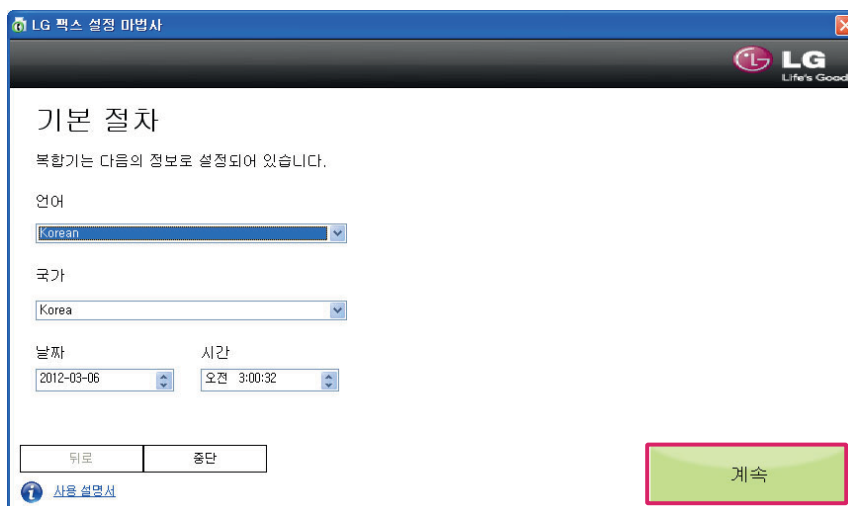 LG 팩스 설정 마법사
LG
Life's Good
기본 절차
복합기는 다음의 정보로 설정되어 있습니다.
언어
Korean
국가
Korea
날짜 시간
2012-03-06 오전 3:00:32
뒤로 중단
계속
사용 설명서